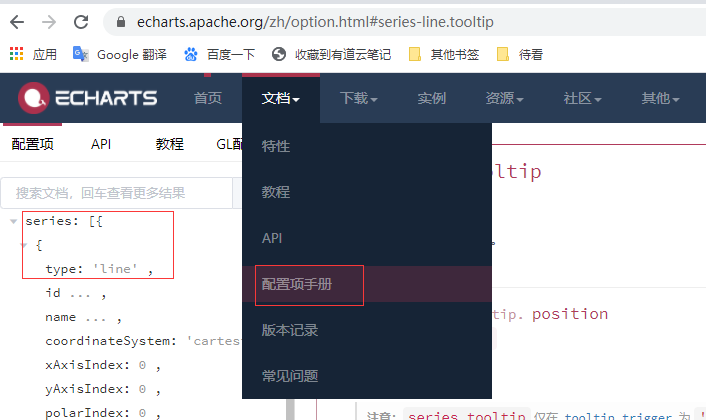 echarts.apache.org/zh/option.html#series-line.tooltip
应用 Google 翻译 百度一下 收藏到有道云笔记 其他书签 待看
ECHARTS 首页 文档 下载 实例 资源 社区 其他
配置项 API 教程 GL配
搜索文档，回车查看更多结果
series: [{
{
type: 'line' ,
id ... ,
name ... ,
coordinateSystem: 'cartes
xAxisIndex: 0 ,
yAxisIndex: 0 ,
polarIndex: 0 ,
特性
教程
API
配置项手册
版本记录
常见问题
oltip
。
tip. position
注意： series.tooltip 仅在 tooltip.trigger 为 '